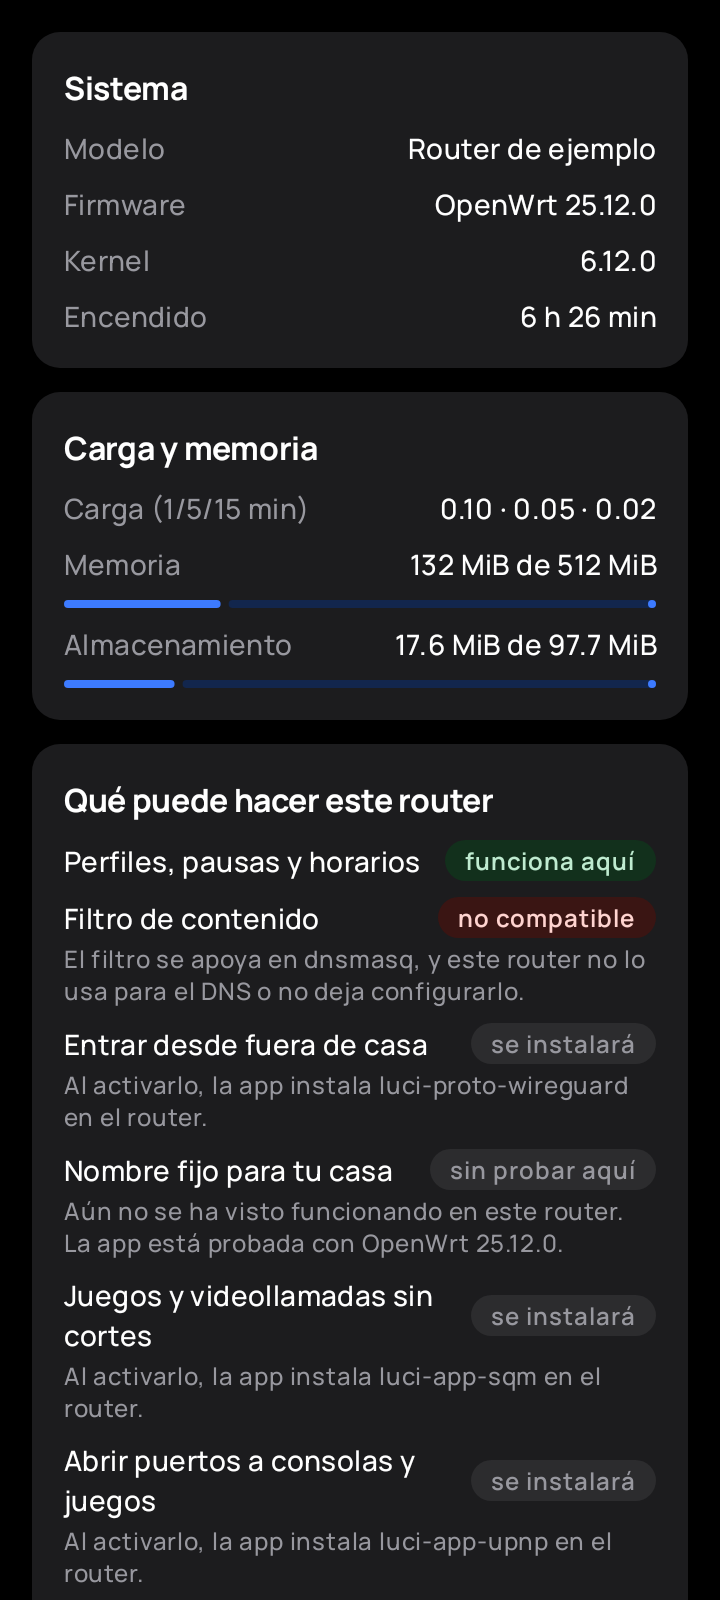 Sistema
Modelo Router de ejemplo
Firmware OpenWrt 25.12.0
Kernel 6.12.0
Encendido 6 h 26 min
Carga y memoria
Carga (1/5/15 min) 0.10 · 0.05 · 0.02
Memoria 132 MiB de 512 MiB
Almacenamiento 17.6 MiB de 97.7 MiB
Qué puede hacer este router
Perfiles, pausas y horarios funciona aquí
Filtro de contenido no compatible
El filtro se apoya en dnsmasq, y este router no lo
usa para el DNS o no deja configurarlo.
Entrar desde fuera de casa se instalará
Al activarlo, la app instala luci-proto-wireguard
en el router.
Nombre fijo para tu casa sin probar aquí
Aún no se ha visto funcionando en este router.
La app está probada con OpenWrt 25.12.0.
Juegos y videollamadas sin
cortes
se instalará
Al activarlo, la app instala luci-app-sqm en el
router.
Abrir puertos a consolas y
juegos
se instalará
Al activarlo, la app instala luci-app-upnp en el
router.